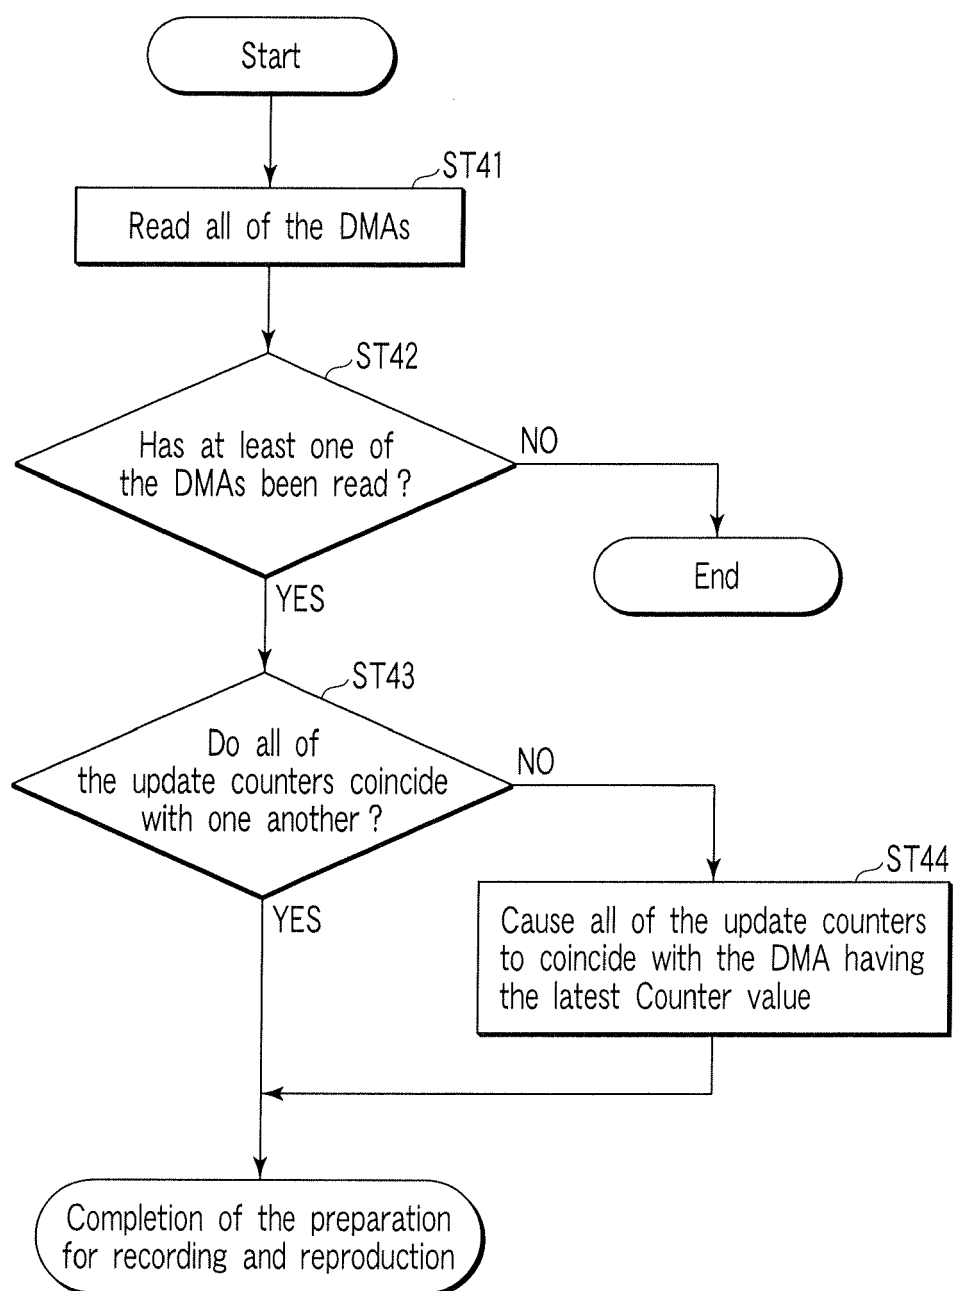 Start
ST41
Read all of the DMAs
ST42
Has at least one of
the DMAs been read ?
NO
End
YES
ST43
Do all of
the update counters coincide
with one another ?
NO
ST44
YES
Cause all of the update counters
to coincide with the DMA having
the latest Counter value
Completion of the preparation
for recording and reproduction